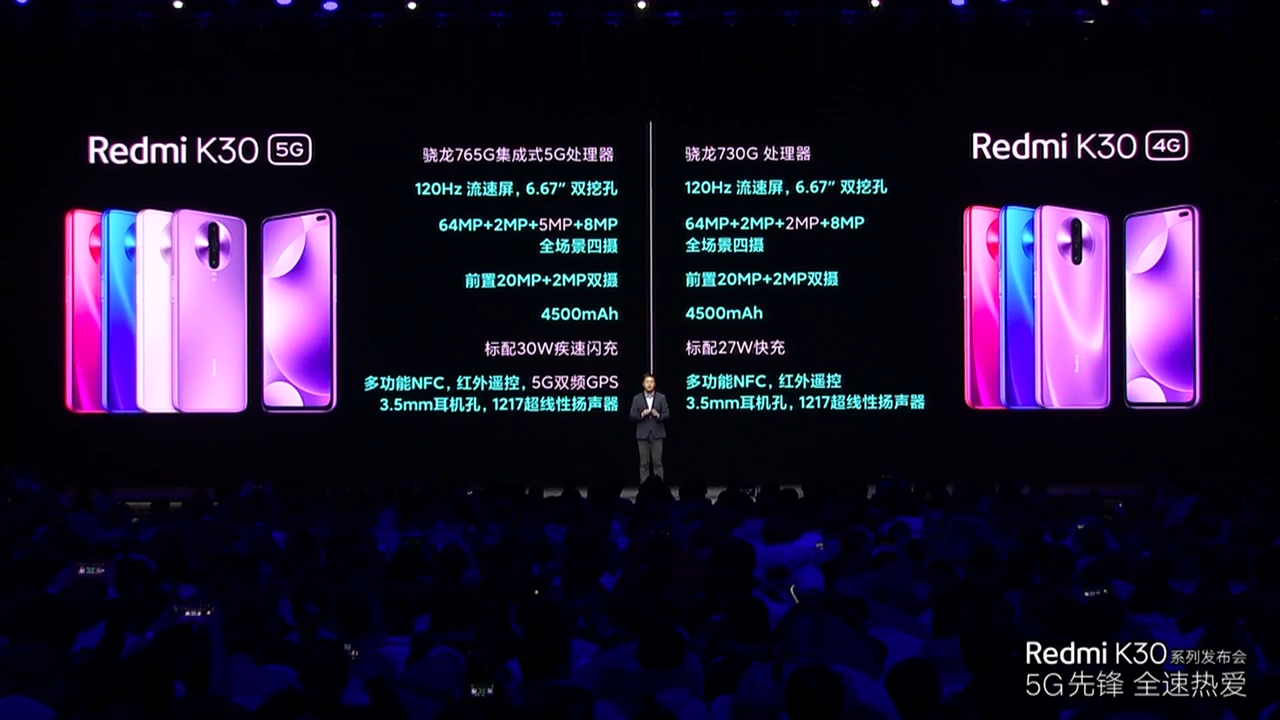 Redmi K30 5G
骁龙765G集成式5G处理器
120Hz 流速屏，6.67” 双挖孔
64MP+2MP+5MP+8MP
全场景四摄
前置20MP+2MP双摄
4500mAh
标配30W疾速闪充
多功能NFC，红外遥控，5G双频GPS
3.5mm耳机孔，1217超线性扬声器
骁龙730G 处理器
120Hz 流速屏，6.67” 双挖孔
64MP+2MP+2MP+8MP
全场景四摄
前置20MP+2MP双摄
4500mAh
标配27W快充
多功能NFC，红外遥控
3.5mm耳机孔，1217超线性扬声器
Redmi K30 4G
Redmi K30系列发布会
5G先锋 全速热爱